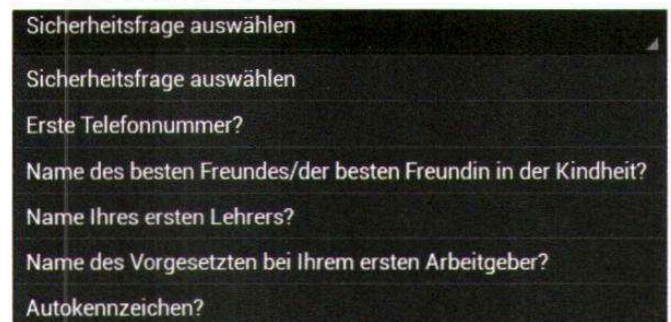 Sicherheitsfrage auswählen
Sicherheitsfrage auswählen
Erste Telefonnummer?
Name des besten Freundes/der besten Freundin in der Kindheit?
Name Ihres ersten Lehrers?
Name des Vorgesetzten bei Ihrem ersten Arbeitgeber?
Autokennzeichen?